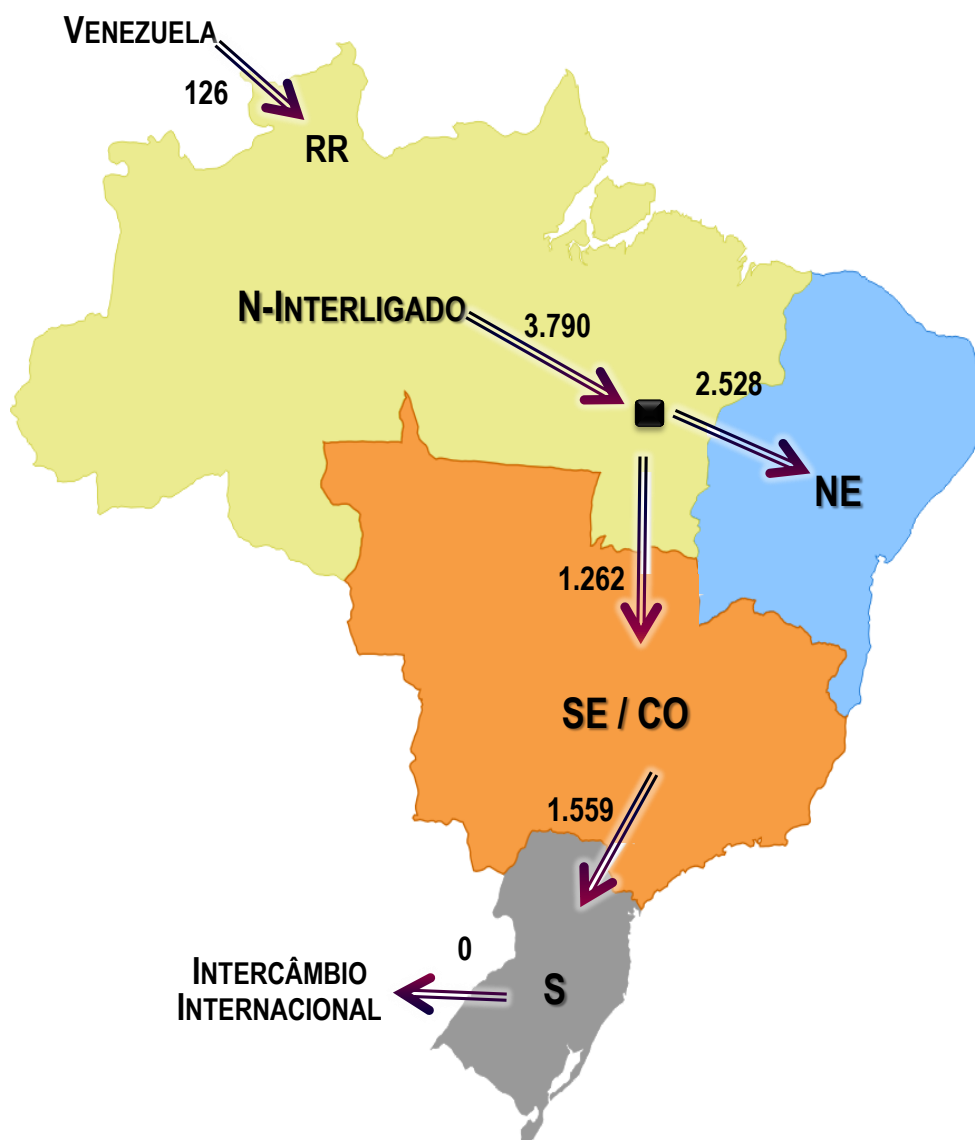 VENEZUELA
126
RR
N-INTERLIGADO
3.790
2.528
NE
1.262
SE / CO
1.559
0
INTERCÂMBIO
INTERNACIONAL
S